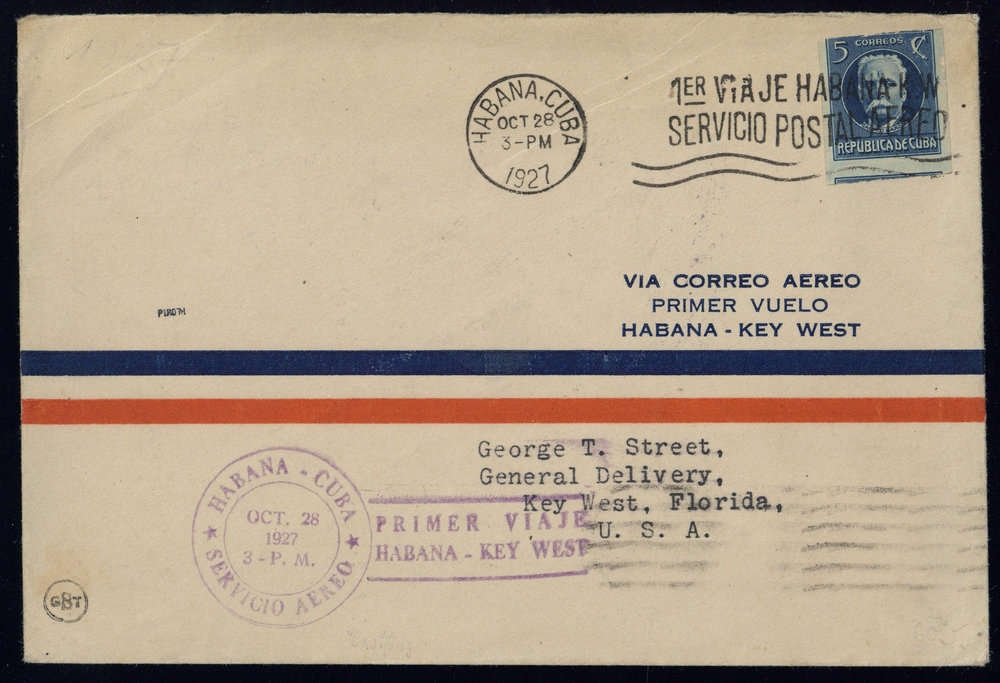 5 CORREOS ¢
REPUBLICA DE CUBA
HABANA, CUBA
OCT 28
3-PM
1927
1ER VIAJE HABANA-K.W
SERVICIO POSTAL AEREO
VIA CORREO AEREO
PRIMER VUELO
HABANA - KEY WEST
George T. Street,
General Delivery,
Key West, Florida,
U. S. A.
HABANA - CUBA
OCT. 28
1927
3 - P. M.
★ SERVICIO AEREO ★
PRIMER VIAJE
HABANA - KEY WEST
G8T